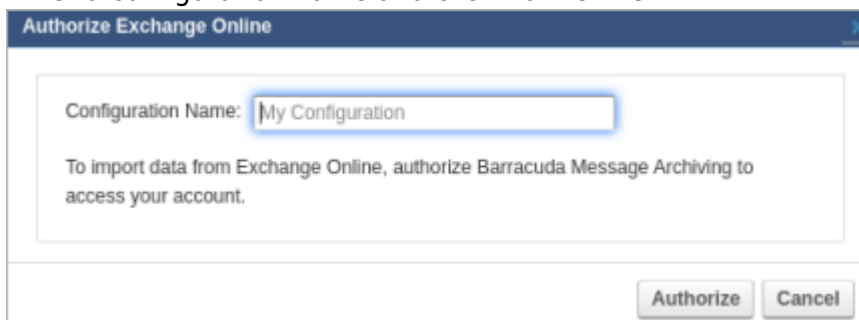 Authorize Exchange Online
Configuration Name: My Configuration
To import data from Exchange Online, authorize Barracuda Message Archiving to
access your account.
Authorize Cancel